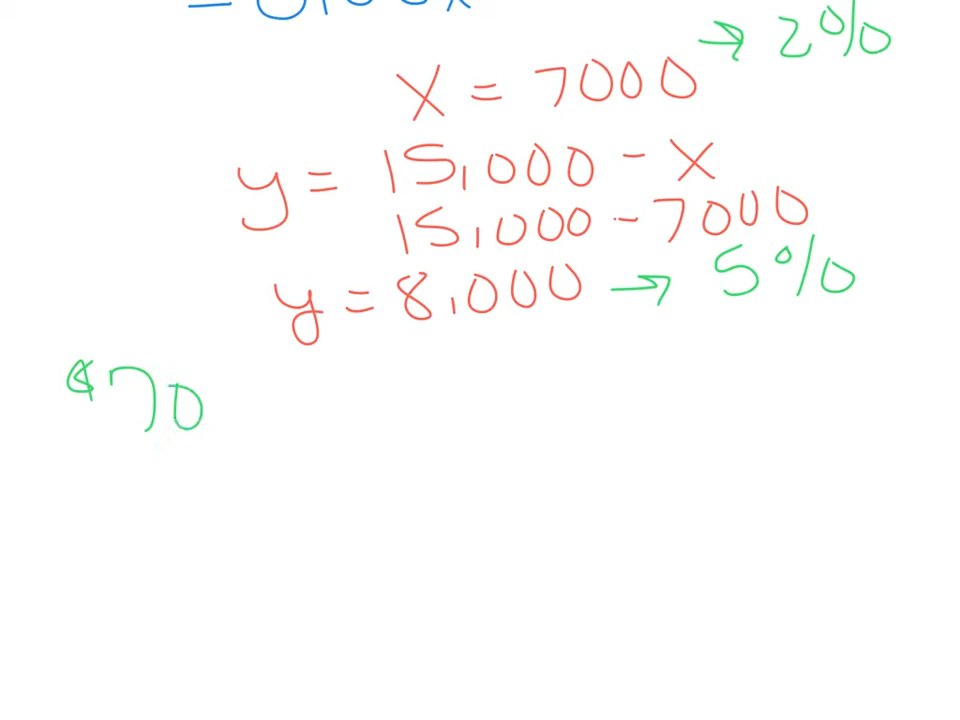 x = 7000 → 2%
y = 15,000 - x
15,000 - 7000
y = 8,000 → 5%
$70